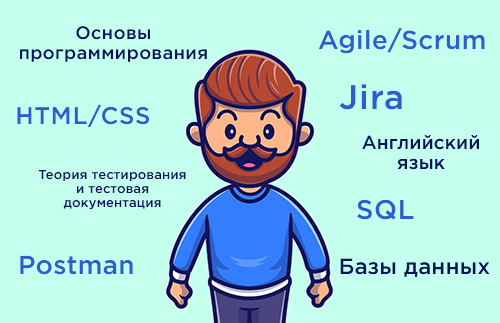 Основы
программирования
HTML/CSS
Теория тестирования
и тестовая
документация
Postman
Agile/Scrum
Jira
Английский
язык
SQL
Базы данных